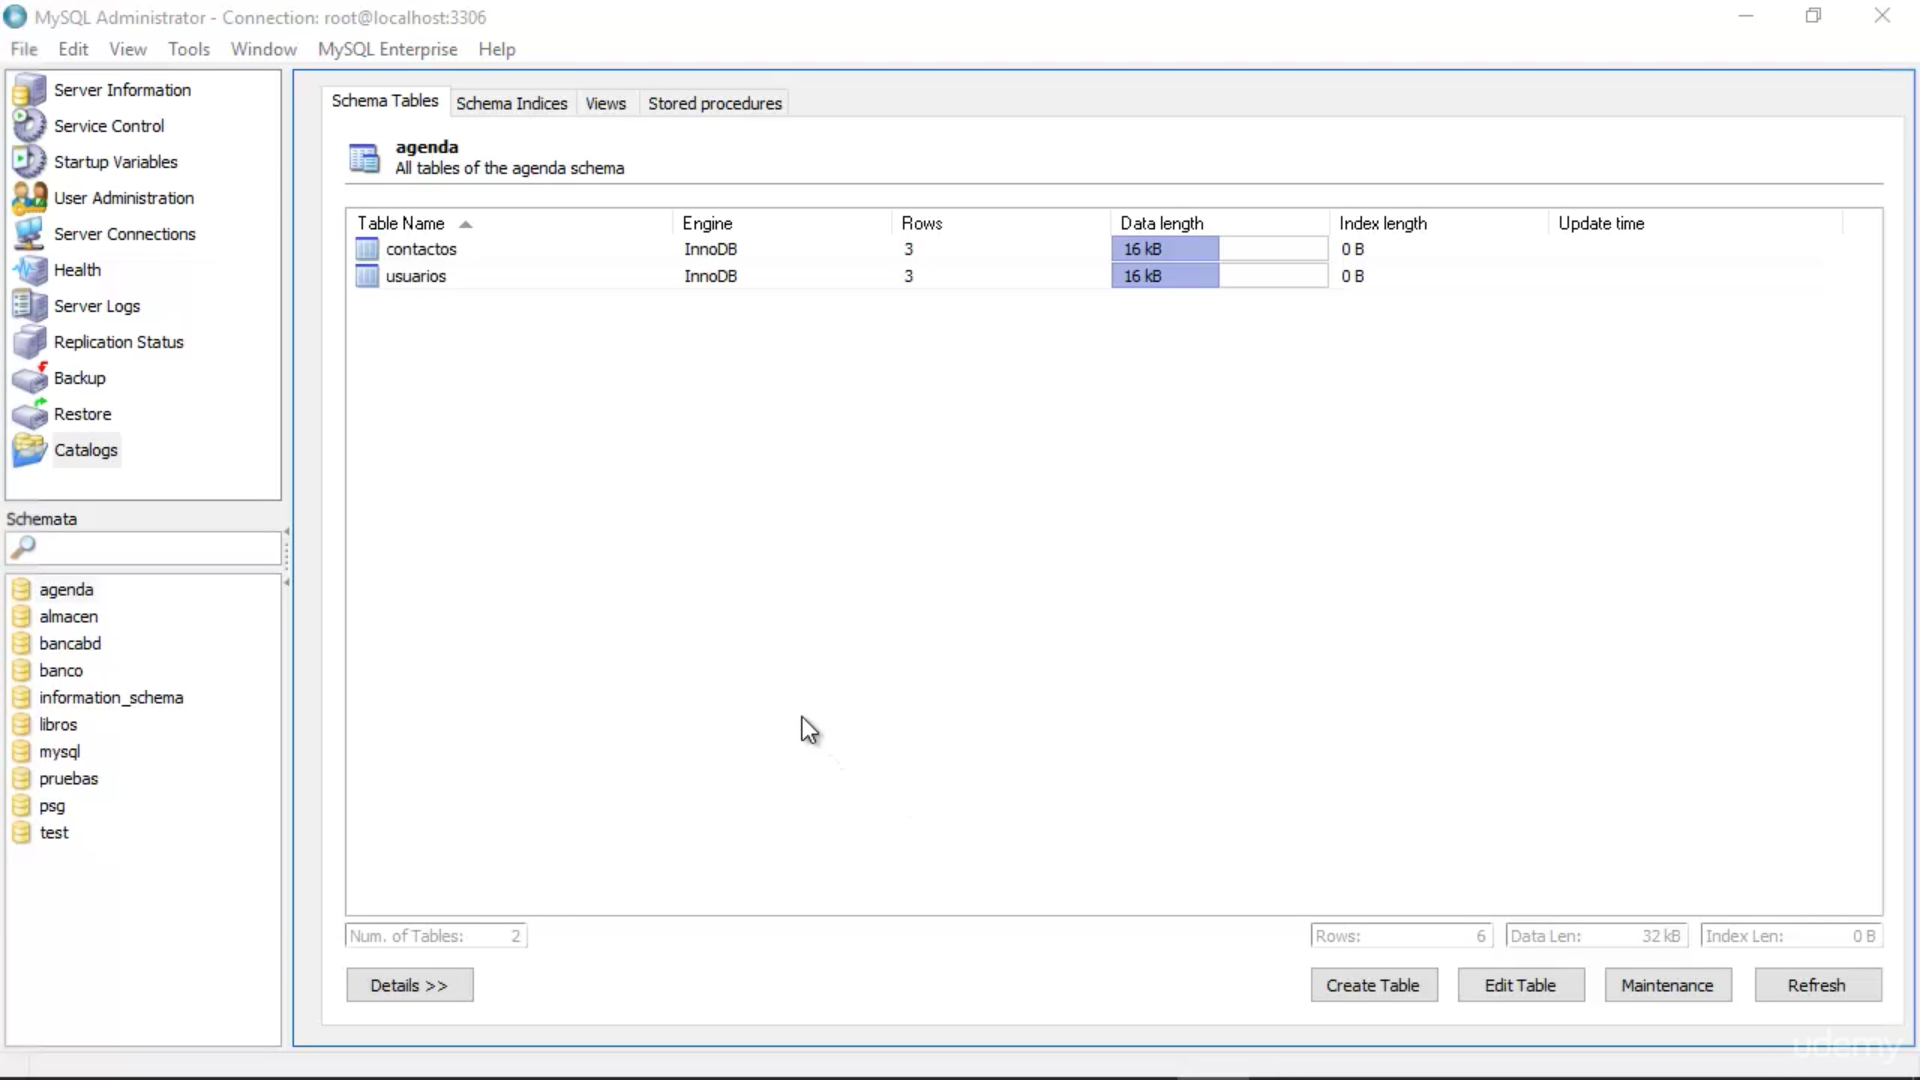 MySQL Administrator - Connection: root@localhost:3306
File Edit View Tools Window MySQL Enterprise Help
Server Information
Service Control
Startup Variables
User Administration
Server Connections
Health
Server Logs
Replication Status
Backup
Restore
Catalogs
Schemata
agenda
almacen
bancabd
banco
information_schema
libros
mysql
pruebas
psg
test
Schema Tables Schema Indices Views Stored procedures
agenda
All tables of the agenda schema
Table Name Engine Rows Data length Index length Update time
contactos InnoDB 3 16 kB 0 B
usuarios InnoDB 3 16 kB 0 B
Num. of Tables: 2 Rows: 6 Data Len: 32 kB Index Len: 0 B
Details >> Create Table Edit Table Maintenance Refresh
udemy